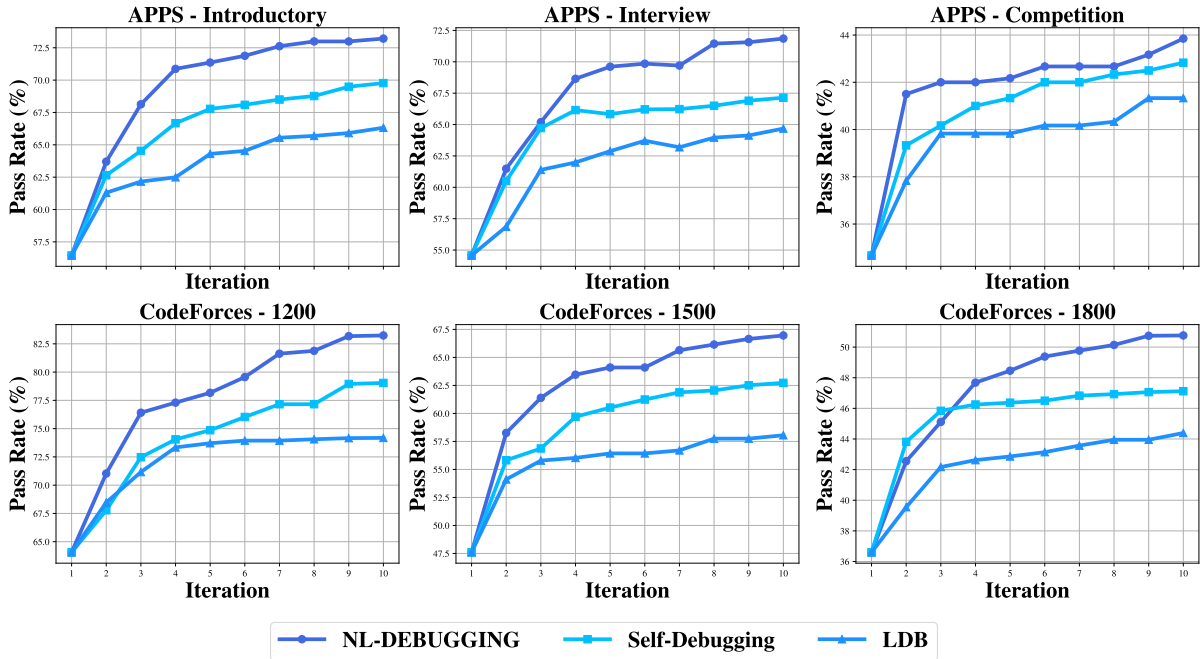 APPS - Introductory
APPS - Interview
APPS - Competition
Pass Rate (%)
72.5
70.0
67.5
65.0
62.5
60.0
57.5
Iteration
Pass Rate (%)
72.5
70.0
67.5
65.0
62.5
60.0
57.5
55.0
Iteration
Pass Rate (%)
44
42
40
38
36
Iteration
CodeForces - 1200
CodeForces - 1500
CodeForces - 1800
Pass Rate (%)
82.5
80.0
77.5
75.0
72.5
70.0
67.5
65.0
1 2 3 4 5 6 7 8 9 10
Iteration
Pass Rate (%)
67.5
65.0
62.5
60.0
57.5
55.0
52.5
50.0
47.5
1 2 3 4 5 6 7 8 9 10
Iteration
Pass Rate (%)
50
48
46
44
42
40
38
36
1 2 3 4 5 6 7 8 9 10
Iteration
NL-DEBUGGING Self-Debugging LDB